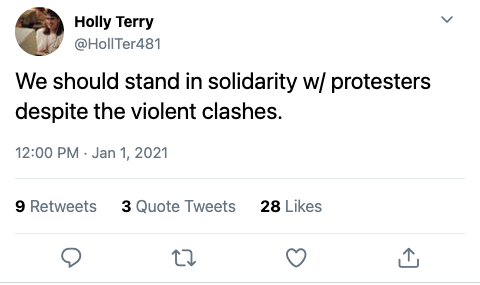 Holly Terry
@HollTer481
We should stand in solidarity w/ protesters
despite the violent clashes.
12:00 PM · Jan 1, 2021
9 Retweets 3 Quote Tweets 28 Likes